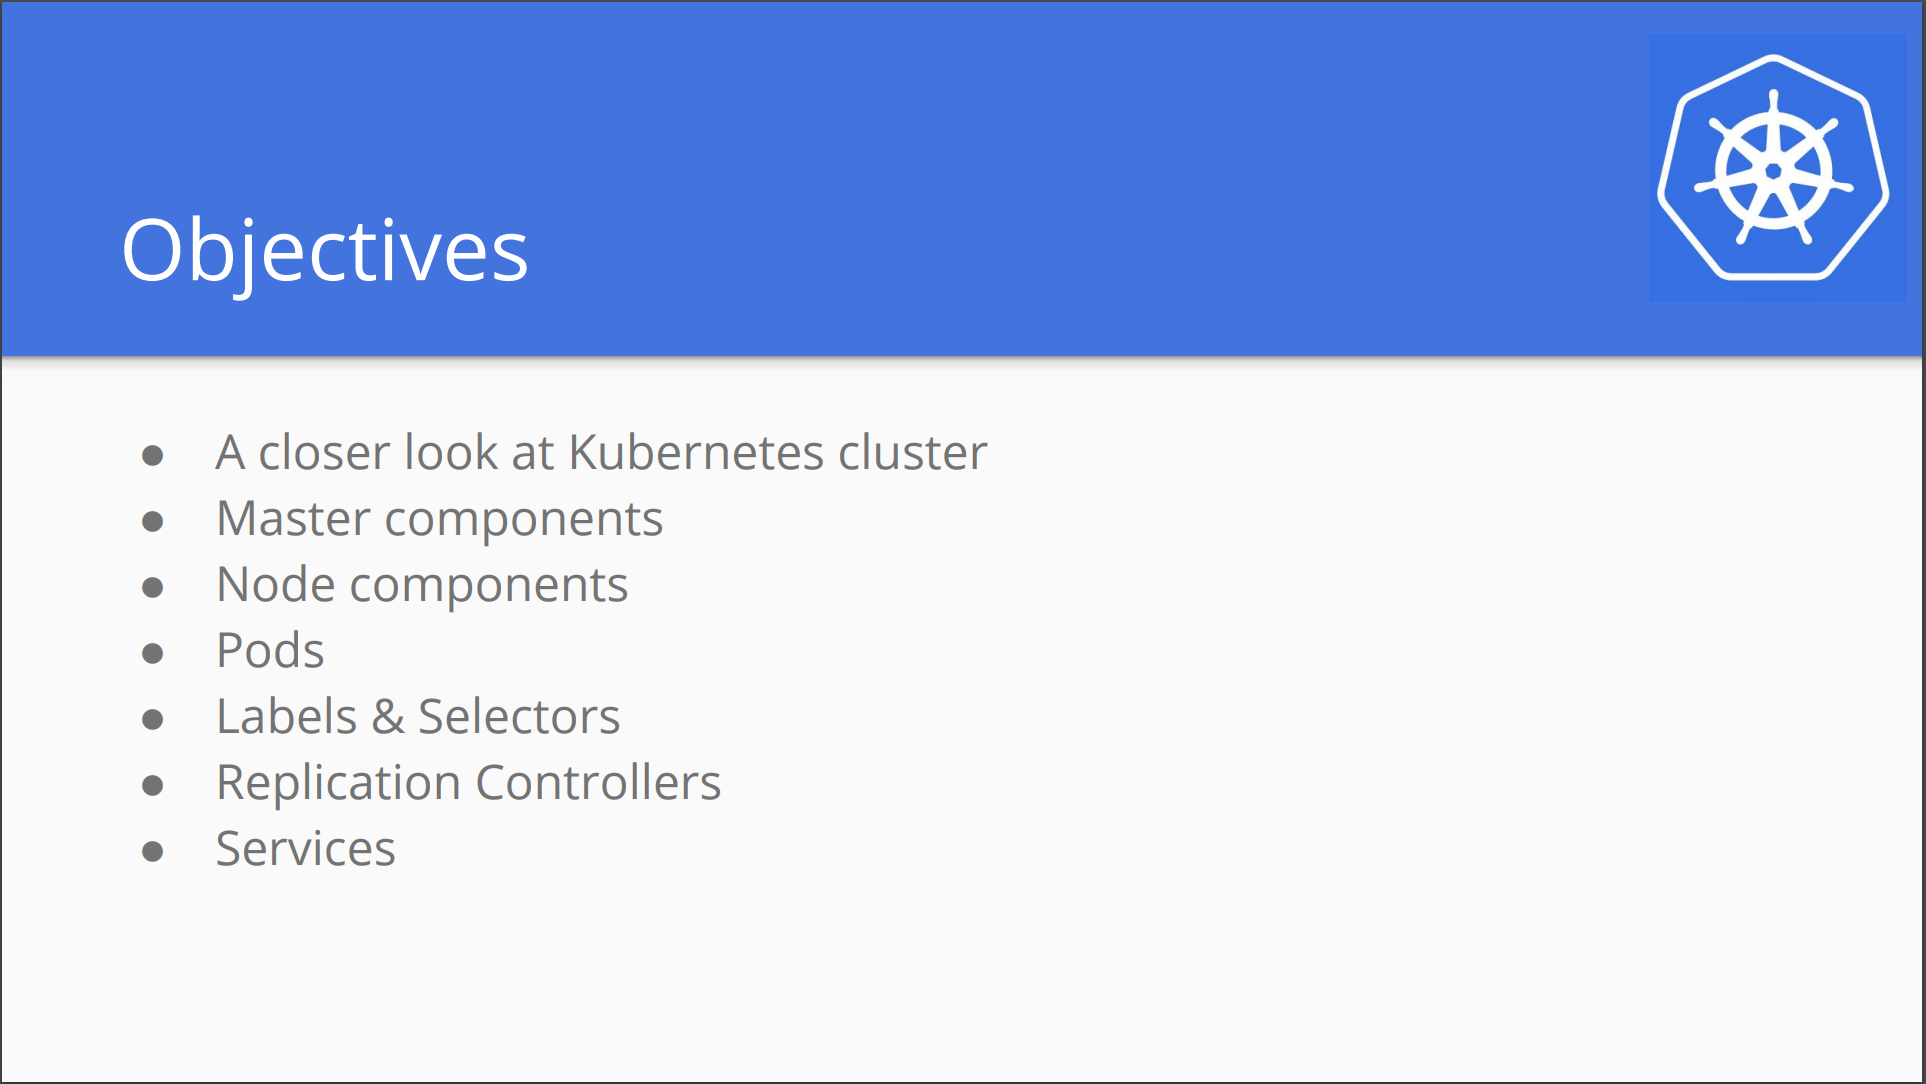 Objectives
● A closer look at Kubernetes cluster
● Master components
● Node components
● Pods
● Labels & Selectors
● Replication Controllers
● Services